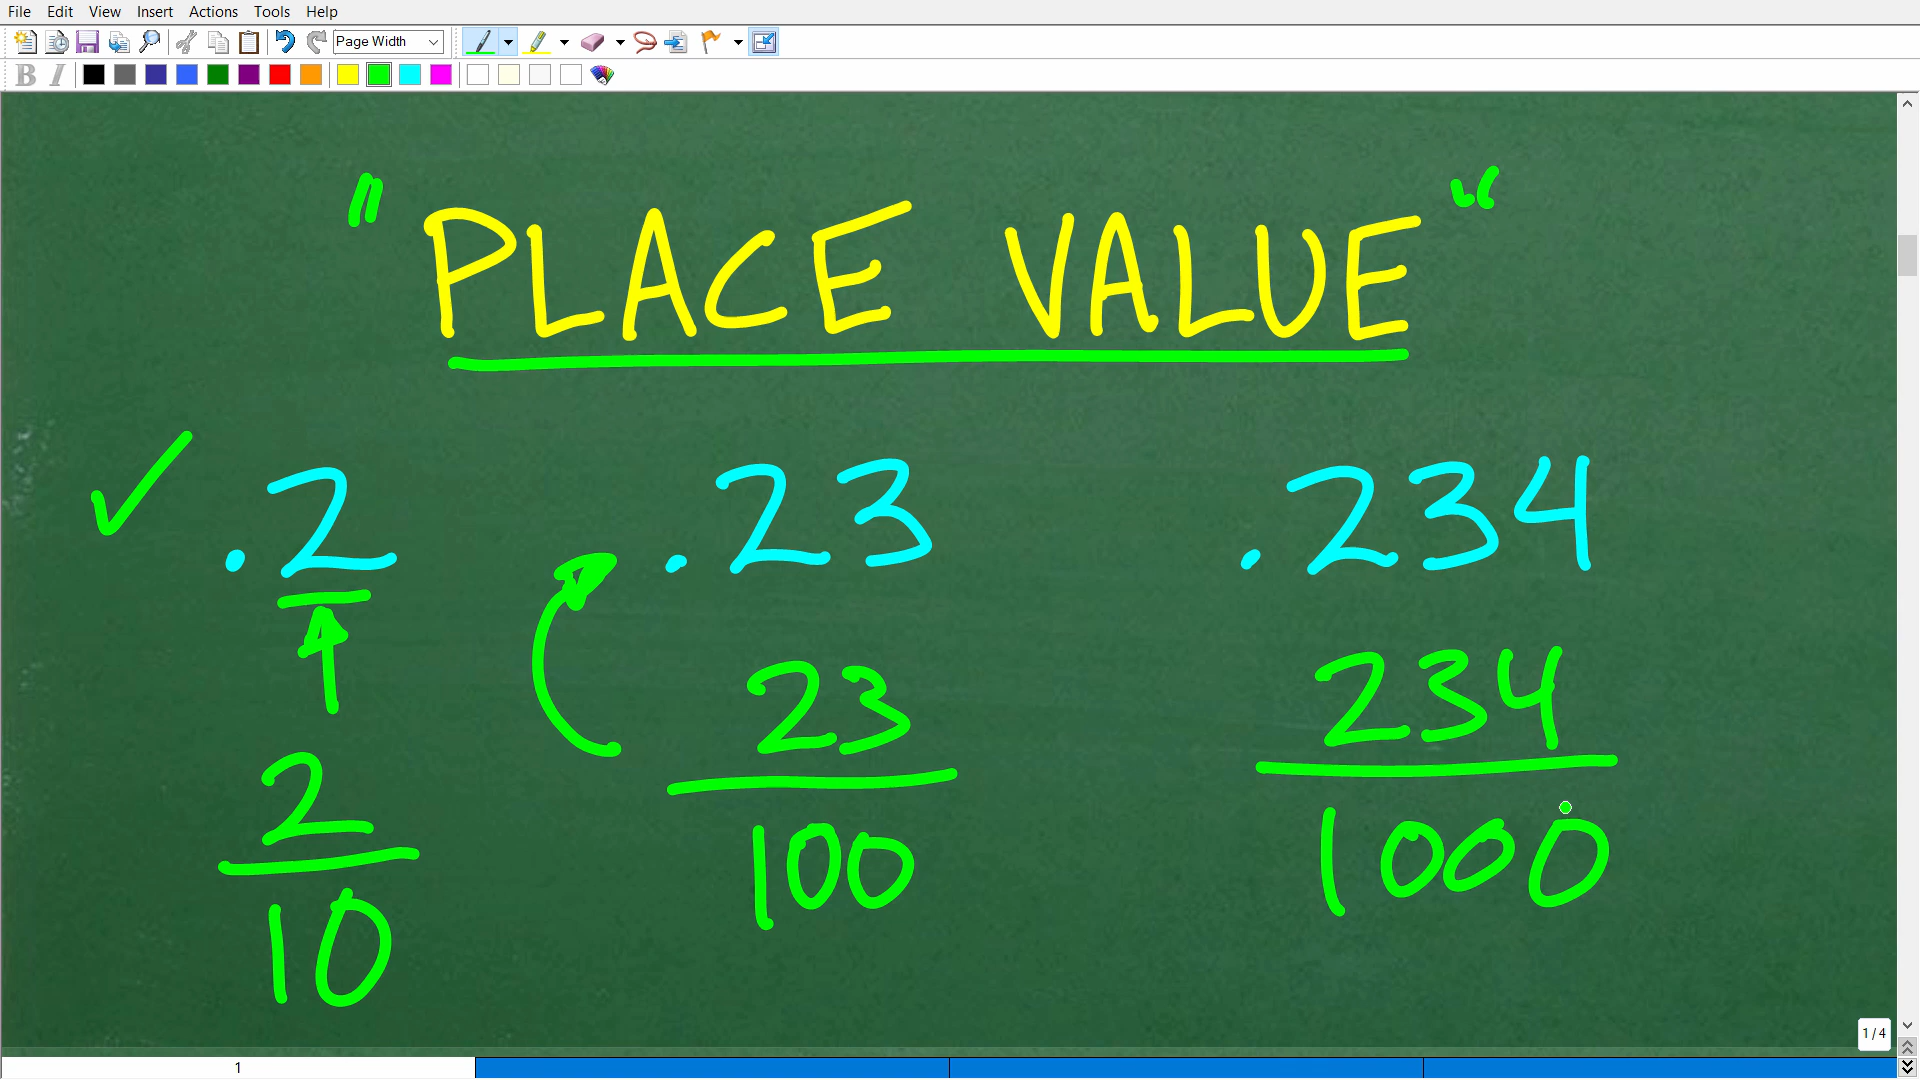 File Edit View Insert Actions Tools Help
Page Width
B I
" PLACE VALUE "
.2 .23 .234
23 234
100 1000
2
10
1 / 4
1